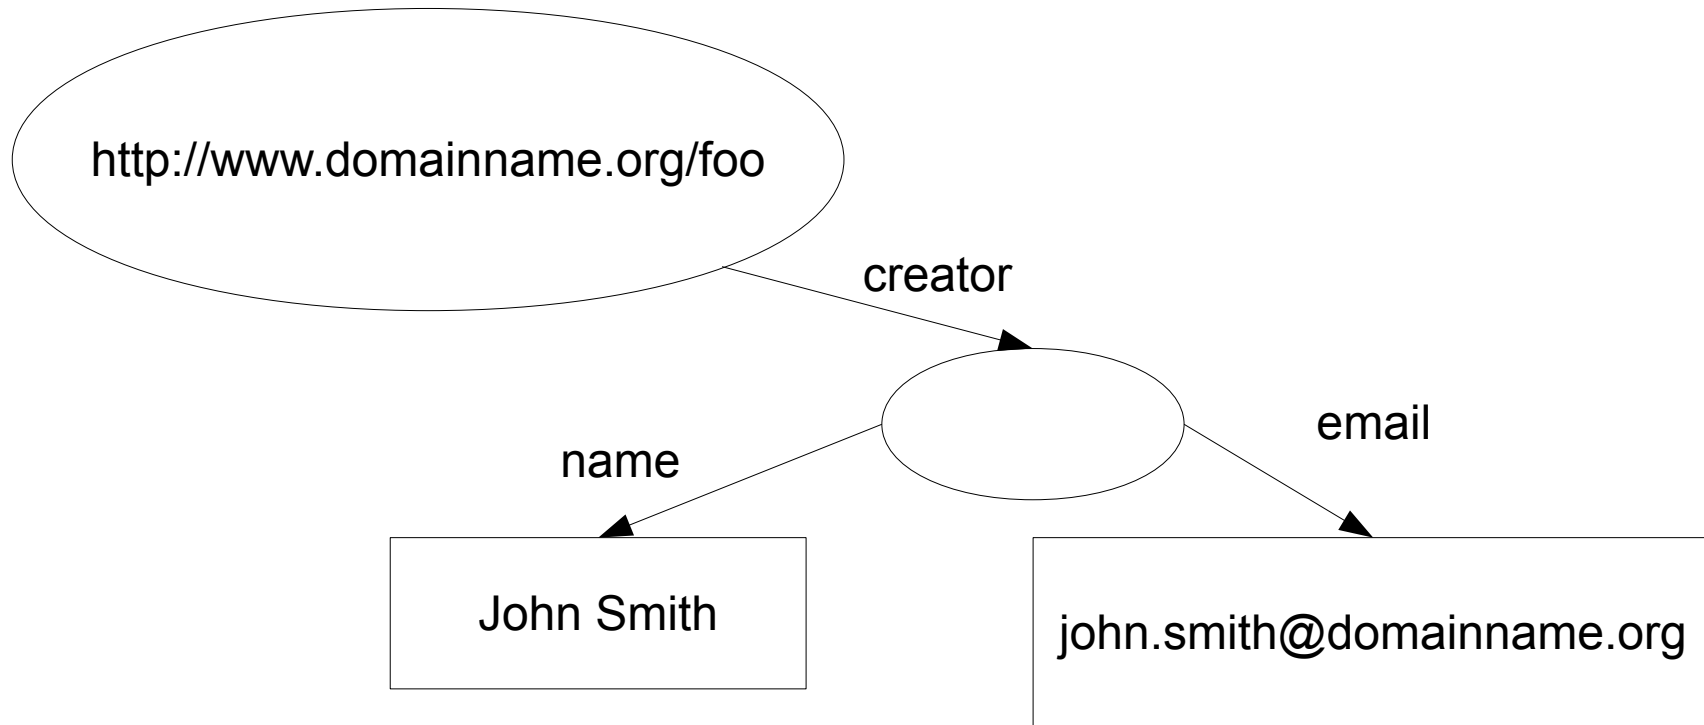 http://www.domainname.org/foo
creator
email
name
John Smith
john.smith@domainname.org